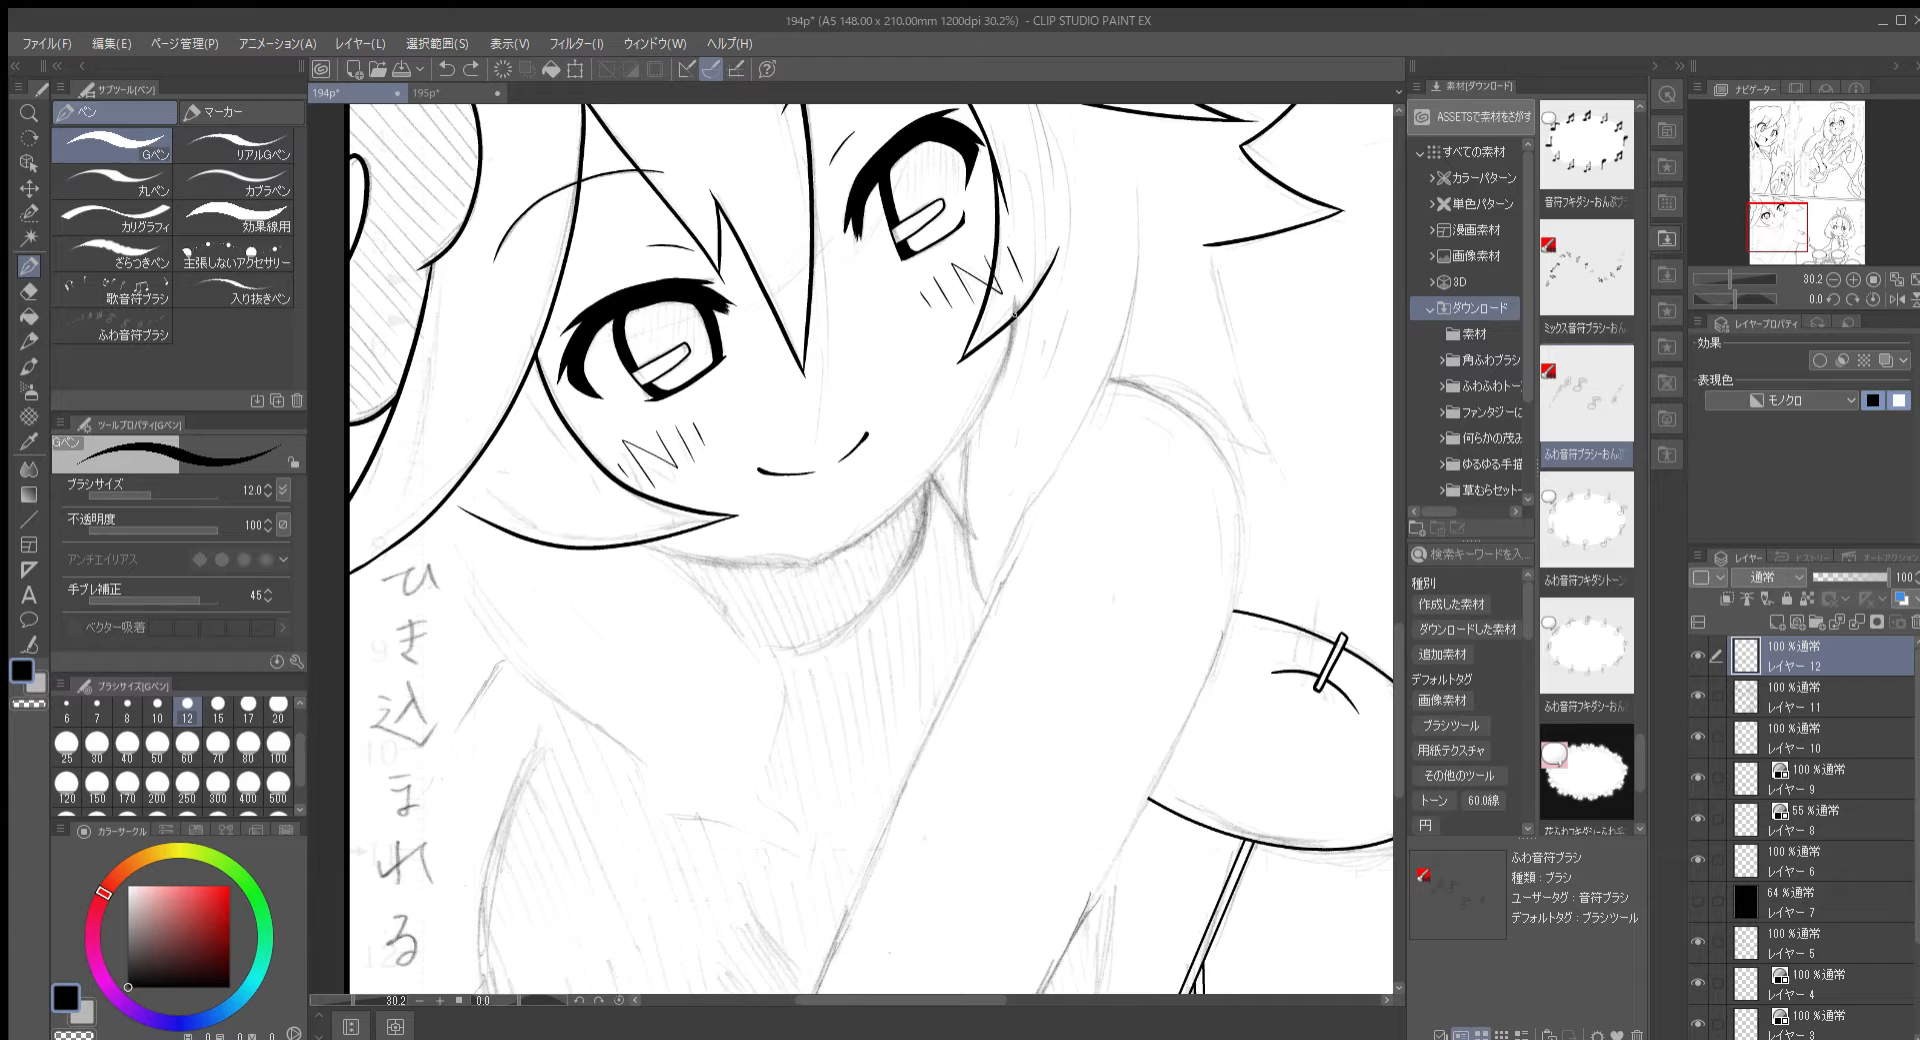 194p* (A5 148.00 x 210.00mm 1200dpi 30.2%) - CLIP STUDIO PAINT EX
ファイル(F) 編集(E) ページ管理(P) アニメーション(A) レイヤー(L) 選択範囲(S) 表示(V) フィルター(I) ウィンドウ(W) ヘルプ(H)
サブツール[ペン]
ペン マーカー
Gペン リアルGペン
丸ペン カブラペン
カリグラフィ 効果線用
ざらつきペン 主張しないアクセサリー
歌音符ブラシ 入り抜きペン
ふわ音符ブラシ
ツールプロパティ[Gペン]
Gペン
ブラシサイズ 12.0
不透明度 100
アンチエイリアス
手ブレ補正 45
ベクター吸着
ブラシサイズ[Gペン]
6 7 8 10 12 15 17 20
25 30 40 50 60 70 80 100
120 150 170 200 250 300 400 500
カラーサークル
194p* 195p*
ひき込まれる
30.2 0.0
素材[ダウンロード]
ASSETSで素材をさがす
すべての素材
カラーパターン
単色パターン
漫画素材
画像素材
3D
ダウンロード
素材
角ふわブラシ
ふわふわトー
ファンタジーに
何らかの茂み
ゆるゆる手描
草むらセット
検索キーワードを入...
種別
作成した素材
ダウンロードした素材
追加素材
デフォルトタグ
画像素材
ブラシツール
用紙テクスチャ
その他のツール
トーン 60.0線
円
音符フキダシーおんぷブ
ミックス音符ブラシーおん
ふわ音符ブラシーおんぷ
ふわ音符フキダシトーン
ふわ音符フキダシーおん
ふわ音符ブラシ
種類 : ブラシ
ユーザータグ : 音符ブラシ
デフォルトタグ : ブラシツール
ナビゲーター
30.2
0.0
レイヤープロパティ
効果
表現色
モノクロ
レイヤー ヒストリー オートアクション
通常 100
100 %通常
レイヤー 12
100 %通常
レイヤー 11
100 %通常
レイヤー 10
100 %通常
レイヤー 9
55 %通常
レイヤー 8
100 %通常
レイヤー 6
64 %通常
レイヤー 7
100 %通常
レイヤー 5
100 %通常
レイヤー 4
100 %通常
レイヤー 3